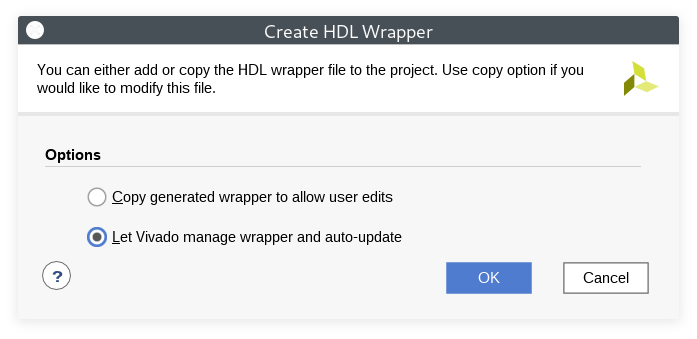 Create HDL Wrapper
You can either add or copy the HDL wrapper file to the project. Use copy option if you
would like to modify this file.
Options
Copy generated wrapper to allow user edits
Let Vivado manage wrapper and auto-update
?
OK
Cancel